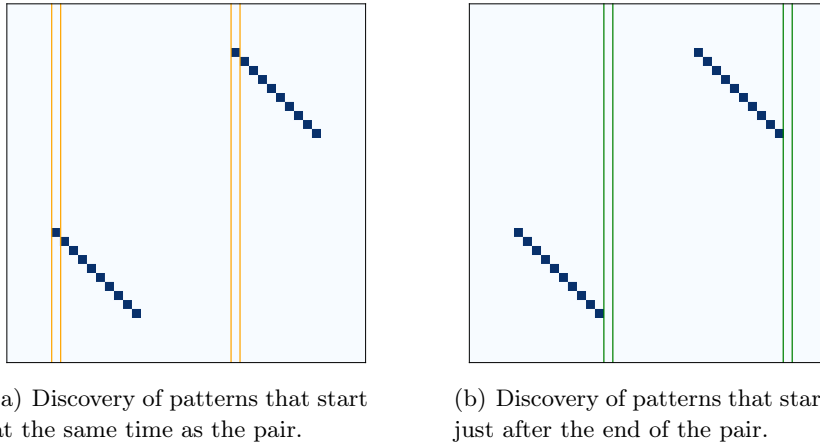 a) Discovery of patterns that start
at the same time as the pair.
(b) Discovery of patterns that star
just after the end of the pair.